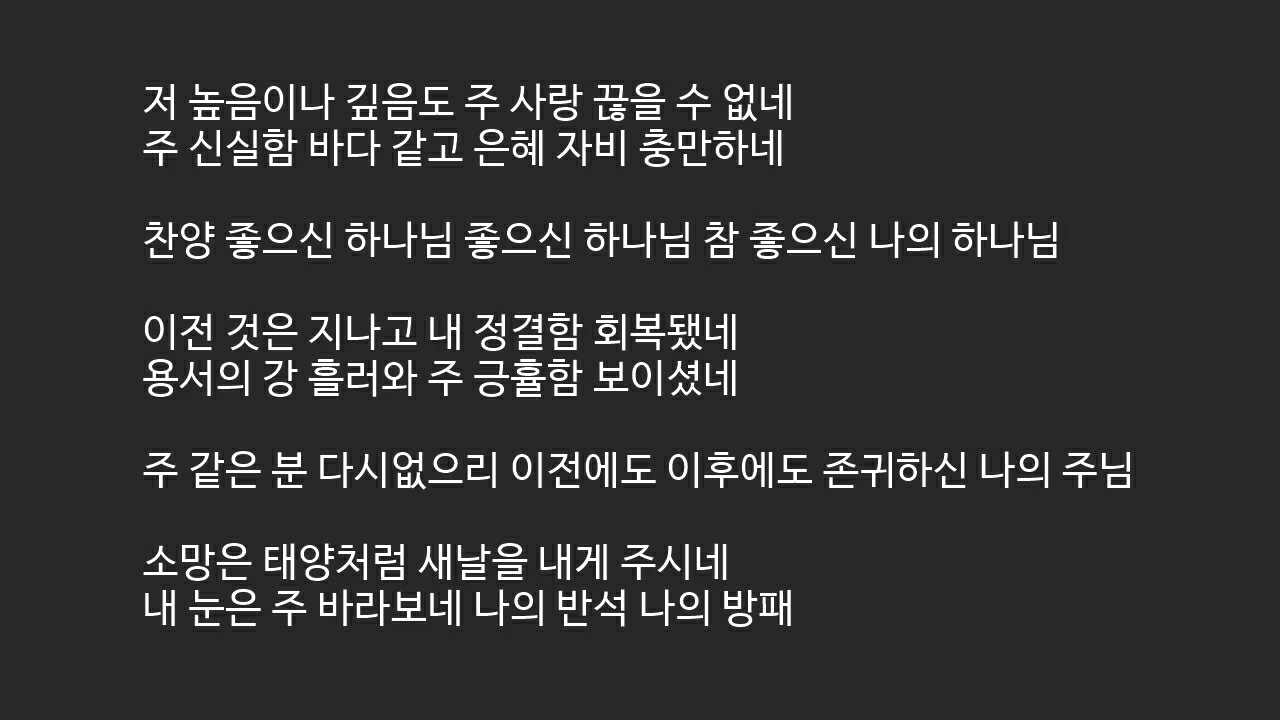 저 높음이나 깊음도 주 사랑 끊을 수 없네
주 신실함 바다 같고 은혜 자비 충만하네
찬양 좋으신 하나님 좋으신 하나님 참 좋으신 나의 하나님
이전 것은 지나고 내 정결함 회복됐네
용서의 강 흘러와 주 긍휼함 보이셨네
주 같은 분 다시없으리 이전에도 이후에도 존귀하신 나의 주님
소망은 태양처럼 새날을 내게 주시네
내 눈은 주 바라보네 나의 반석 나의 방패